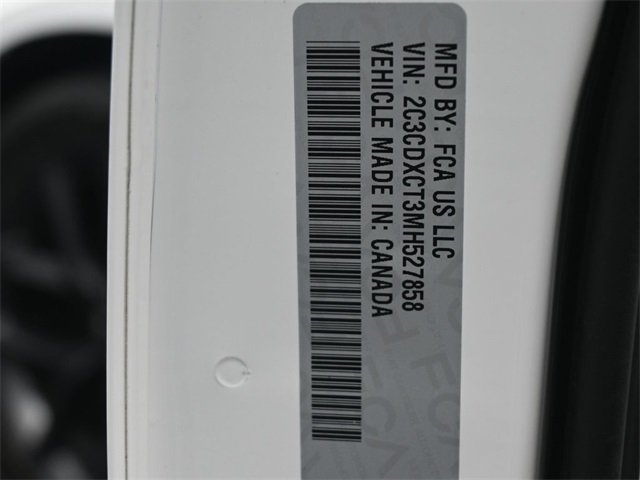 MFD BY: FCA US LLC
VIN: 2C3CDXCT3MH527858
VEHICLE MADE IN: CANADA